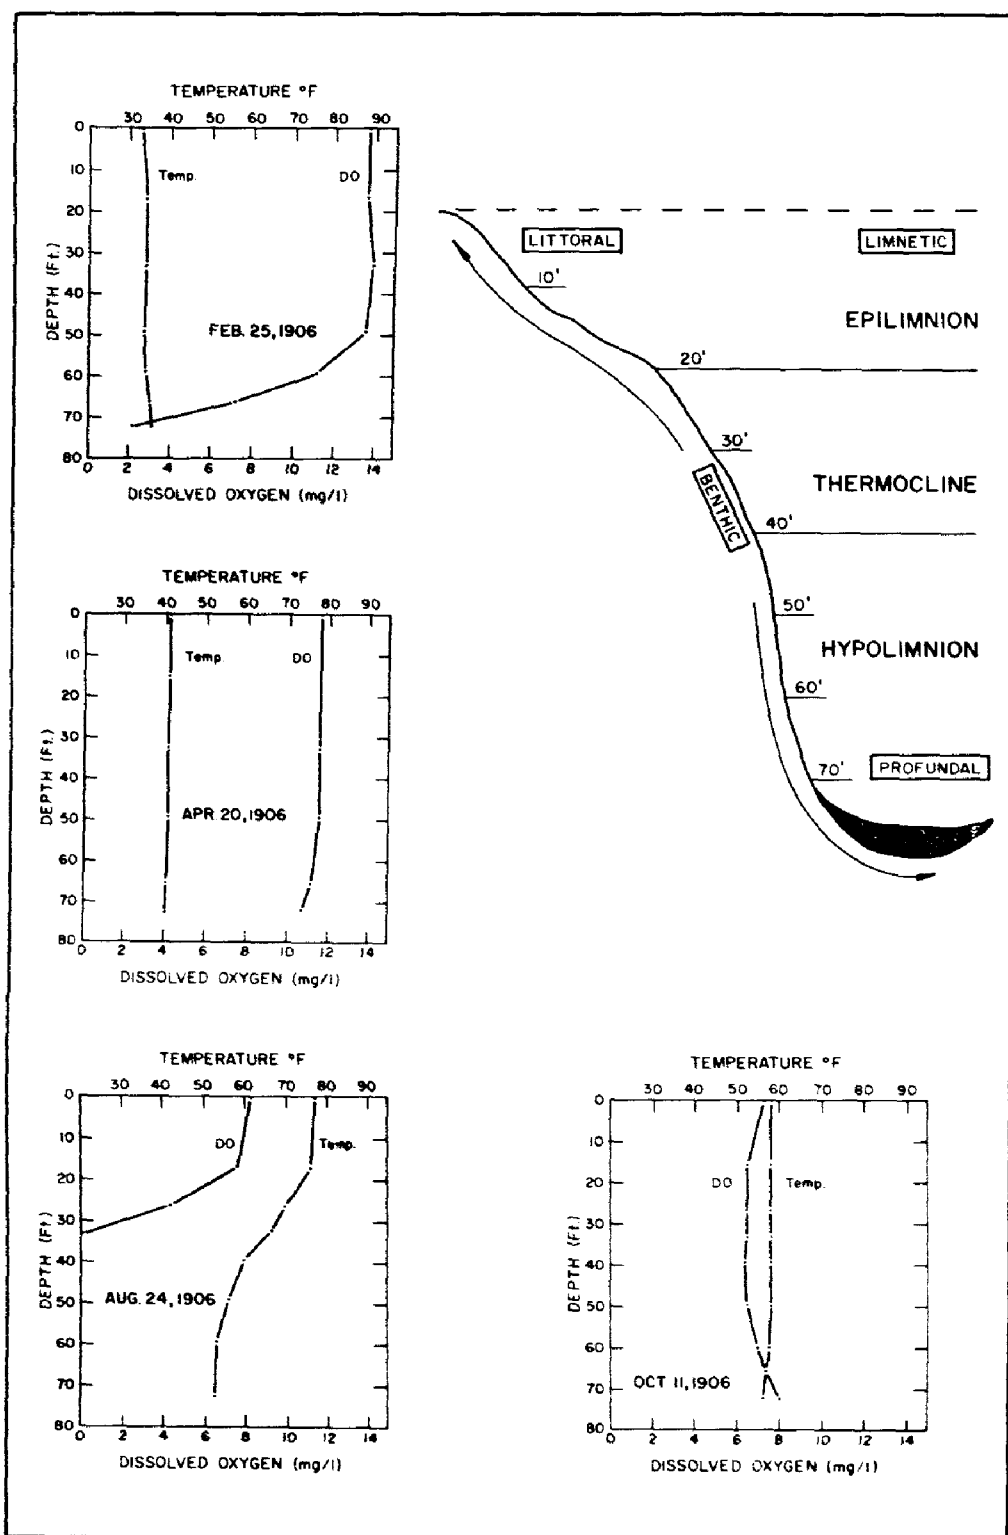 TEMPERATURE °F
30 40 50 60 70 80 90
0
10
20
30
40
50
60
70
80
DEPTH (Ft.)
Temp. DO
FEB. 25, 1906
0 2 4 6 8 10 12 14
DISSOLVED OXYGEN (mg/l)
LITTORAL LIMNETIC
10'
EPILIMNION
20'
30'
BENTHIC
THERMOCLINE
40'
50'
HYPOLIMNION
60'
70'
PROFUNDAL
TEMPERATURE °F
30 40 50 60 70 80 90
0
10
20
30
40
50
60
70
80
DEPTH (Ft.)
Temp. DO
APR. 20, 1906
0 2 4 6 8 10 12 14
DISSOLVED OXYGEN (mg/l)
TEMPERATURE °F
30 40 50 60 70 80 90
0
10
20
30
40
50
60
70
80
DEPTH (Ft.)
DO Temp.
AUG. 24, 1906
0 2 4 6 8 10 12 14
DISSOLVED OXYGEN (mg/l)
TEMPERATURE °F
30 40 50 60 70 80 90
0
10
20
30
40
50
60
70
80
DEPTH (Ft.)
DO Temp.
OCT 11, 1906
0 2 4 6 8 10 12 14
DISSOLVED OXYGEN (mg/l)